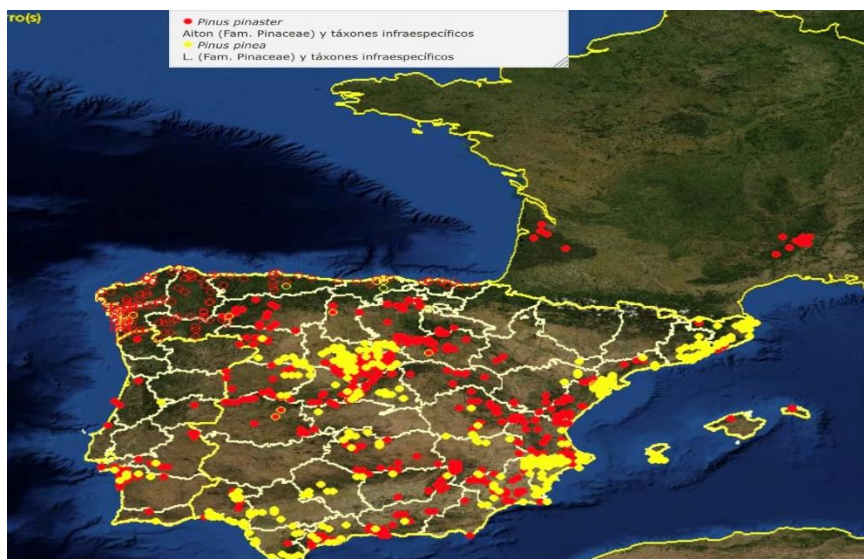 ro(s)
Pinus pinaster
Aiton (Fam. Pinaceae) y táxones infraespecíficos
Pinus pinea
L. (Fam. Pinaceae) y táxones infraespecíficos